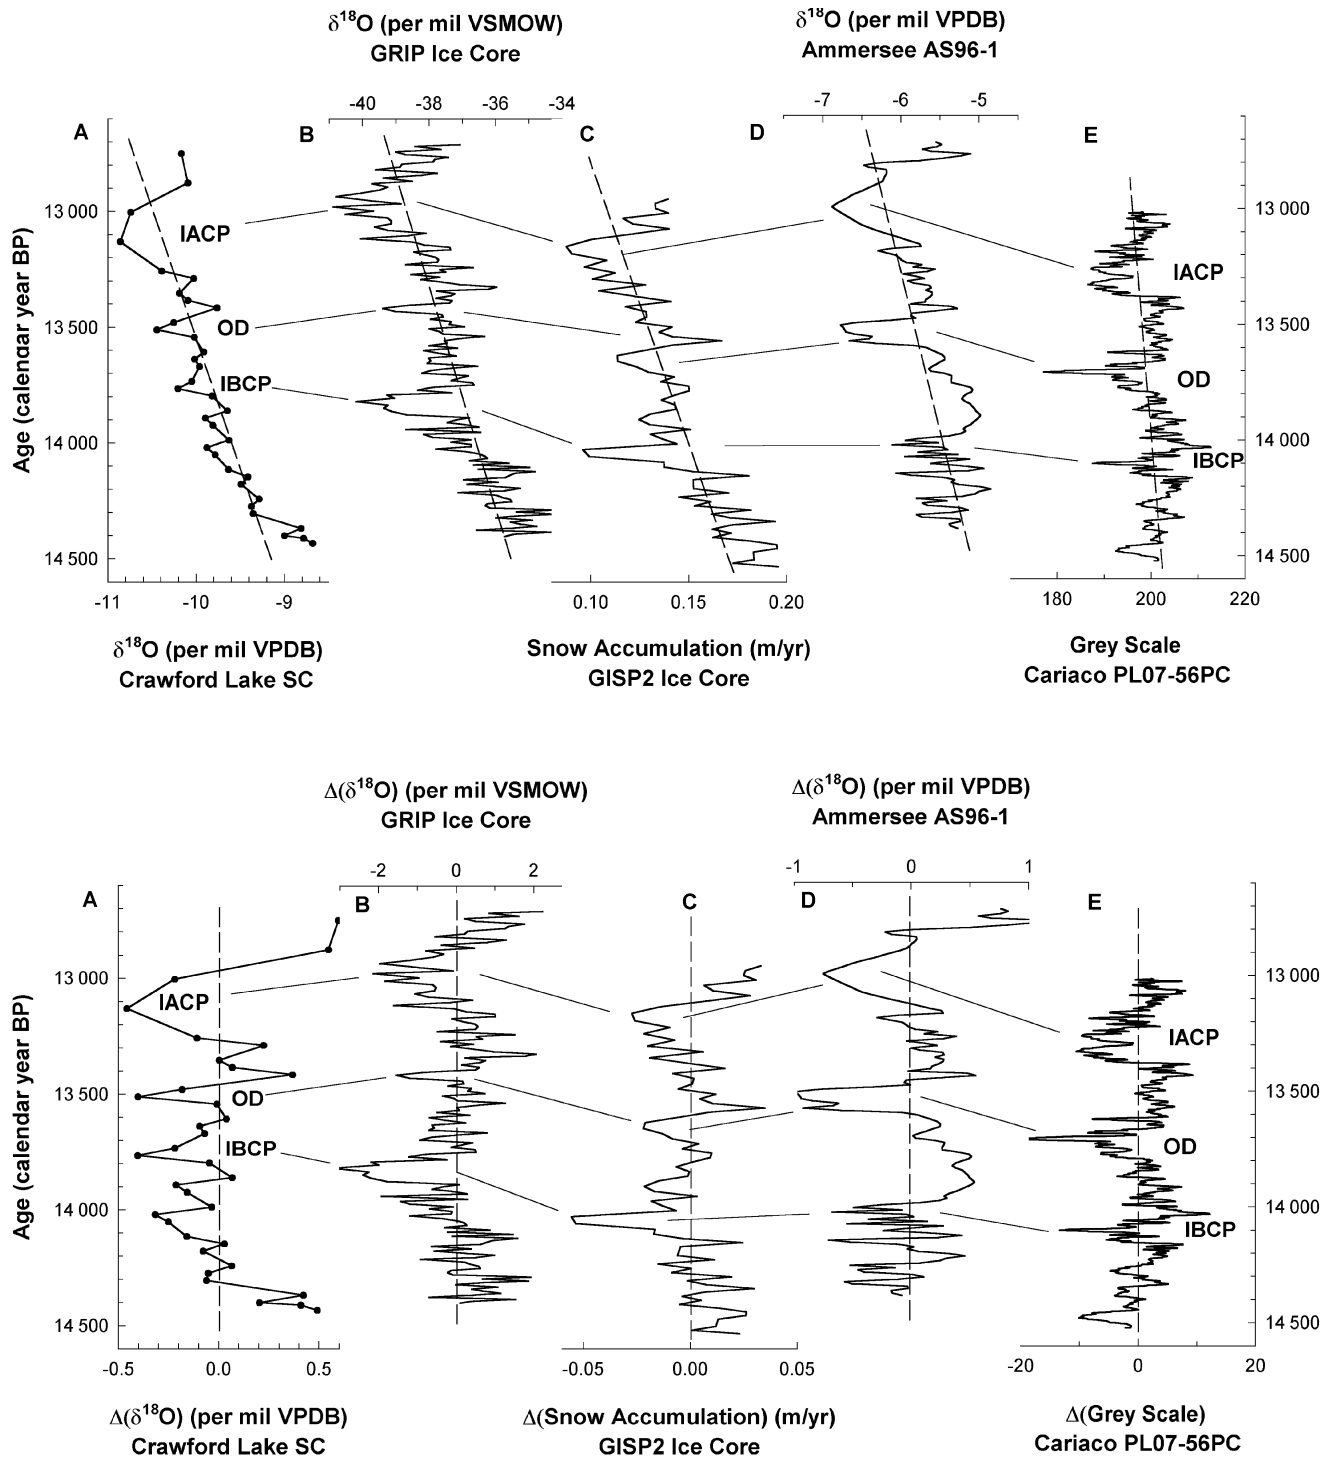 δ18O (per mil VSMOW)
GRIP Ice Core
δ18O (per mil VPDB)
Ammersee AS96-1
-40 -38 -36 -34
-7 -6 -5
A B C D E
13 000
13 500
14 000
14 500
Age (calendar year BP)
IACP
OD
IBCP
13 000
13 500
14 000
14 500
IACP
OD
IBCP
-11 -10 -9
0.10 0.15 0.20
180 200 220
δ18O (per mil VPDB)
Crawford Lake SC
Snow Accumulation (m/yr)
GISP2 Ice Core
Grey Scale
Cariaco PL07-56PC
Δ(δ18O) (per mil VSMOW)
GRIP Ice Core
Δ(δ18O) (per mil VPDB)
Ammersee AS96-1
-2 0 2
-1 0 1
A B C D E
13 000
13 500
14 000
14 500
Age (calendar year BP)
IACP
OD
IBCP
13 000
13 500
14 000
14 500
IACP
OD
IBCP
-0.5 0.0 0.5
-0.05 0.00 0.05
-20 0 20
Δ(δ18O) (per mil VPDB)
Crawford Lake SC
Δ(Snow Accumulation) (m/yr)
GISP2 Ice Core
Δ(Grey Scale)
Cariaco PL07-56PC